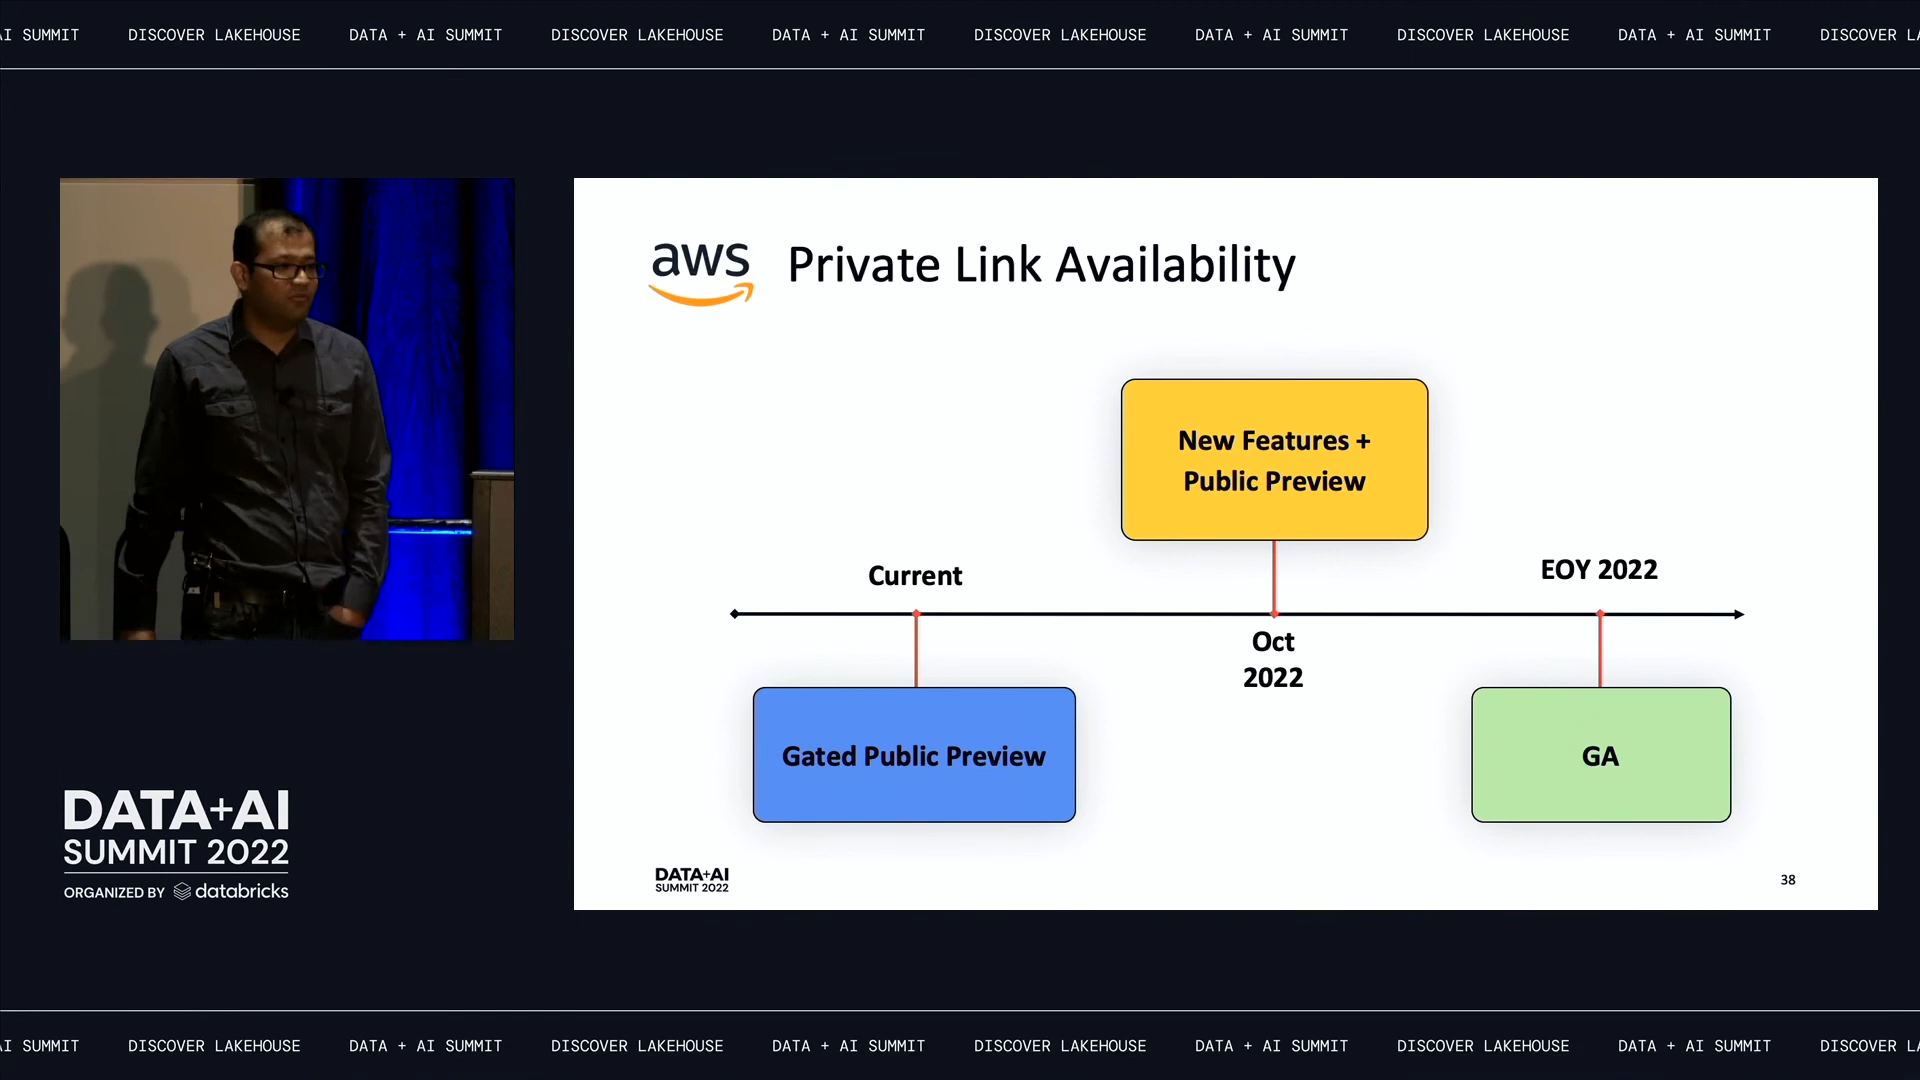 AI SUMMIT DISCOVER LAKEHOUSE DATA + AI SUMMIT DISCOVER LAKEHOUSE DATA + AI SUMMIT DISCOVER LAKEHOUSE DATA + AI SUMMIT DISCOVER LAKEHOUSE DATA + AI SUMMIT DISCOVER LA
aws Private Link Availability
New Features +
Public Preview
Current
EOY 2022
Oct
2022
Gated Public Preview
GA
DATA+AI
SUMMIT 2022
38
DATA+AI
SUMMIT 2022
ORGANIZED BY databricks
AI SUMMIT DISCOVER LAKEHOUSE DATA + AI SUMMIT DISCOVER LAKEHOUSE DATA + AI SUMMIT DISCOVER LAKEHOUSE DATA + AI SUMMIT DISCOVER LAKEHOUSE DATA + AI SUMMIT DISCOVER LA